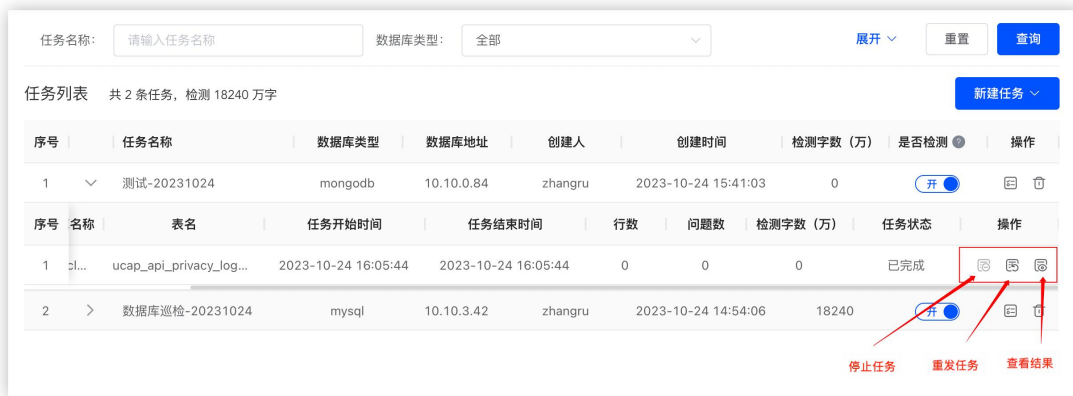 任务名称： 请输入任务名称 数据库类型： 全部 展开 重置 查询
任务列表 共 2 条任务，检测 18240 万字 新建任务
序号 任务名称 数据库类型 数据库地址 创建人 创建时间 检测字数（万） 是否检测 ? 操作
1 测试-20231024 mongodb 10.10.0.84 zhangru 2023-10-24 15:41:03 0 开
序号 名称 表名 任务开始时间 任务结束时间 行数 问题数 检测字数（万） 任务状态 操作
1 cl... ucap_api_privacy_log... 2023-10-24 16:05:44 2023-10-24 16:05:44 0 0 0 已完成
2 数据库巡检-20231024 mysql 10.10.3.42 zhangru 2023-10-24 14:54:06 18240 开
停止任务 重发任务 查看结果